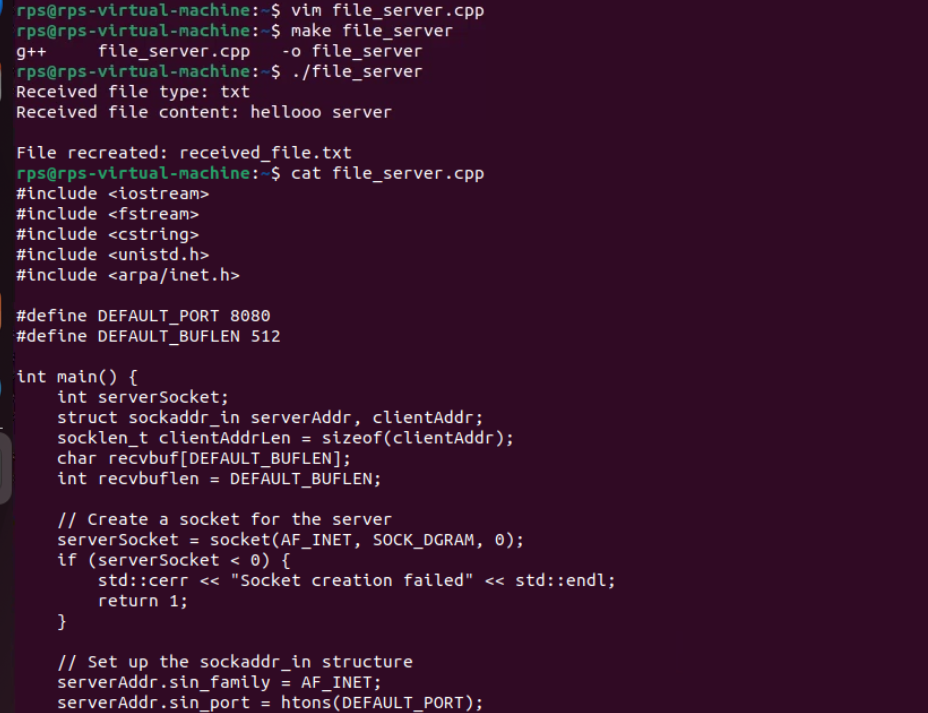 rps@rps-virtual-machine:~$ vim file_server.cpp
rps@rps-virtual-machine:~$ make file_server
g++     file_server.cpp   -o file_server
rps@rps-virtual-machine:~$ ./file_server
Received file type: txt
Received file content: hellooo server

File recreated: received_file.txt
rps@rps-virtual-machine:~$ cat file_server.cpp
#include <iostream>
#include <fstream>
#include <cstring>
#include <unistd.h>
#include <arpa/inet.h>

#define DEFAULT_PORT 8080
#define DEFAULT_BUFLEN 512

int main() {
    int serverSocket;
    struct sockaddr_in serverAddr, clientAddr;
    socklen_t clientAddrLen = sizeof(clientAddr);
    char recvbuf[DEFAULT_BUFLEN];
    int recvbuflen = DEFAULT_BUFLEN;

    // Create a socket for the server
    serverSocket = socket(AF_INET, SOCK_DGRAM, 0);
    if (serverSocket < 0) {
        std::cerr << "Socket creation failed" << std::endl;
        return 1;
    }

    // Set up the sockaddr_in structure
    serverAddr.sin_family = AF_INET;
    serverAddr.sin_port = htons(DEFAULT_PORT);